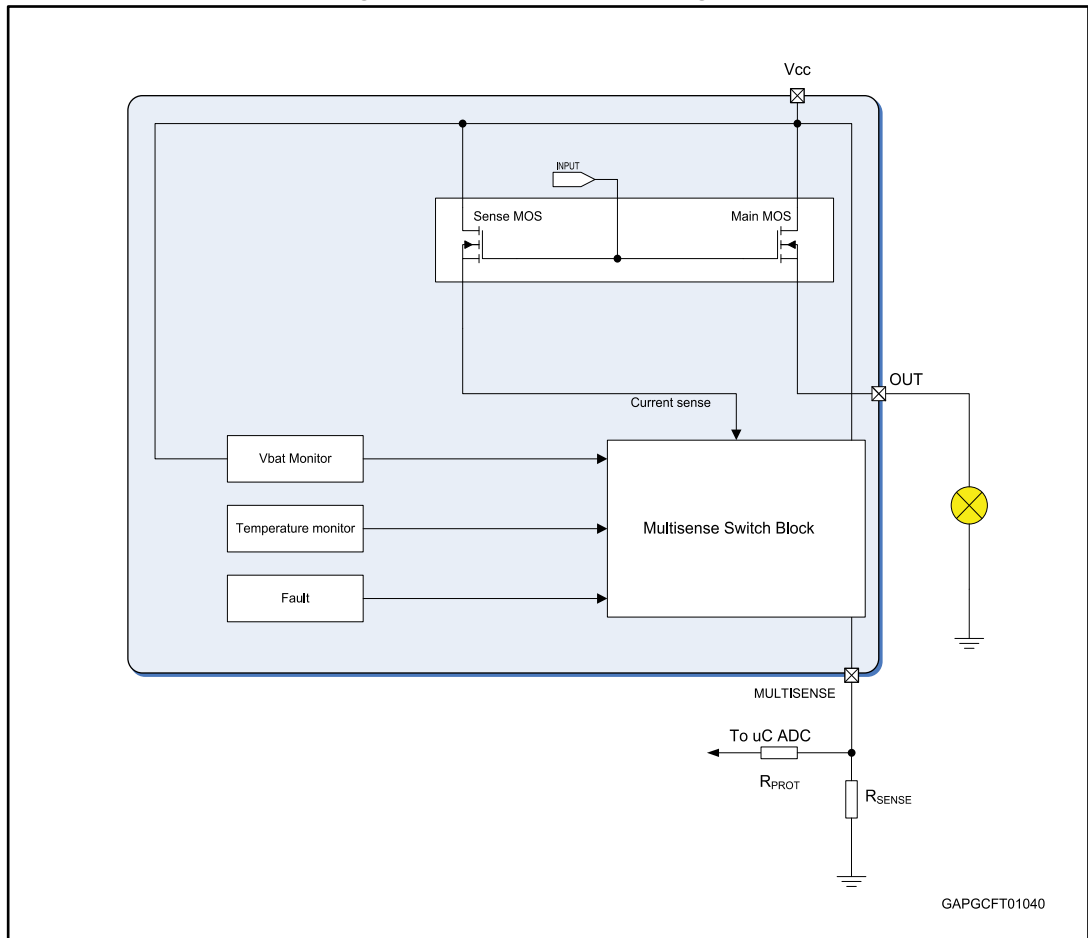 Vcc
INPUT
Sense MOS
Main MOS
OUT
Current sense
Vbat Monitor
Temperature monitor
Multisense Switch Block
Fault
MULTISENSE
To uC ADC
RPROT
RSENSE
GAPGCFT01040